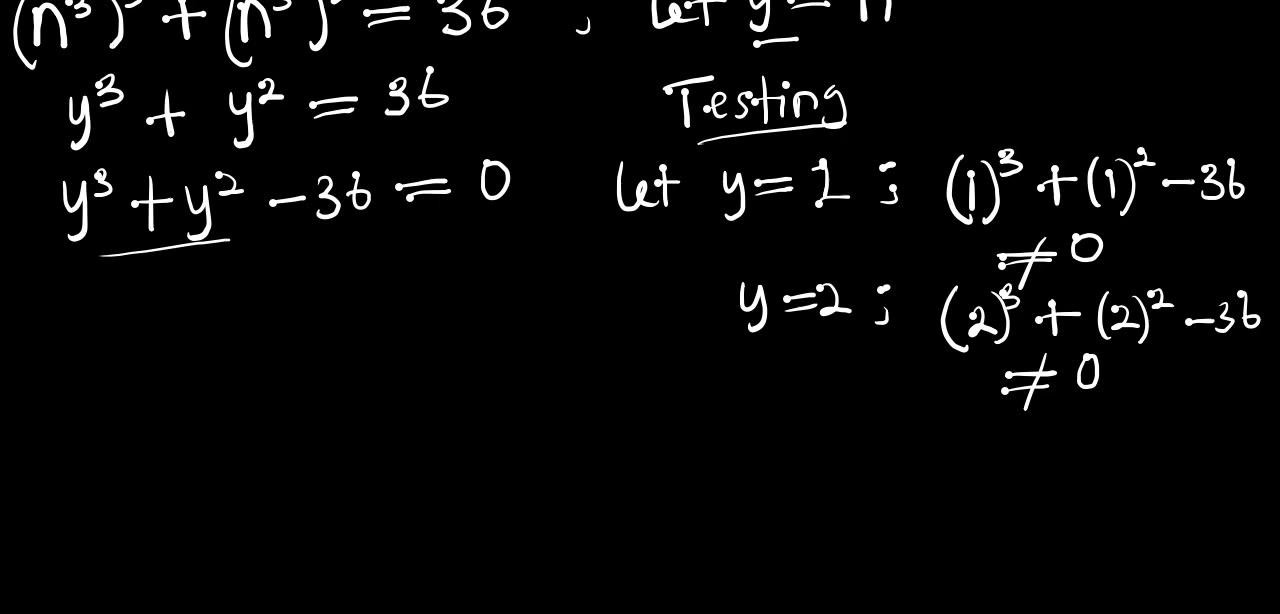 (n³)³ + (n³)² = 36 , Let y = n
y³ + y² = 36
y³ + y² - 36 = 0
Testing
Let y = 1 ; (1)³ + (1)² - 36
≠ 0
y = 2 ; (2)³ + (2)² - 36
≠ 0